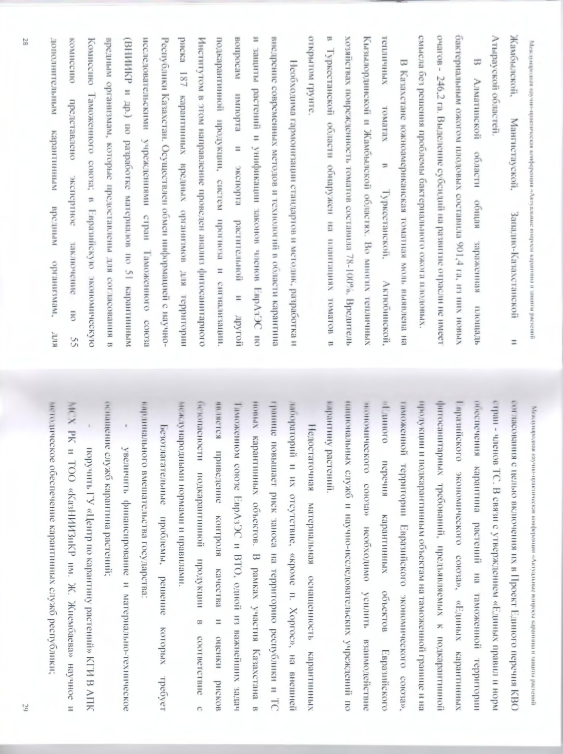 Международная научно-практическая конференция «Актуальные вопросы карантина и защиты растений
Жамбылской, Мангистауской, Западно-Казахстанской и
Атырауской областей.
В Алматинской области общая зараженная площадь
бактериальным ожогом плодовых составила 901,4 га, из них новых
очагов - 246,2 га. Выделение субсидий на развитие отрасли не имеет
смысла без решения проблемы бактериального ожога плодовых.
В Казахстане южноамериканская томатная моль выявлена на
тепличных томатах в Туркестанской, Актюбинской,
Кызылординской и Жамбылской областях. Во многих тепличных
хозяйствах поврежденность томатов составила 78-100%. Вредитель
в Туркестанской области обнаружен на плантациях томатов в
открытом грунте.
Необходима гармонизации стандартов и методик, разработка и
внедрение современных методов и технологий в области карантина
и защиты растений и унификации законов членов ЕврАзЭС по
вопросам импорта и экспорта растительной и другой
подкарантинной продукции, систем прогноза и сигнализации.
Институтом в этом направление проведен анализ фитосанитарного
риска 187 карантинных вредных организмов для территории
Республики Казахстан. Осуществлен обмен информацией с научно-
исследовательскими учреждениями стран Таможенного союза
(ВНИИКР и др.) по разработке материалов по 51 карантинным
вредным организмам, которые предоставлены для согласования в
Комиссию Таможенного союза; в Евразийскую экономическую
комиссию представлено экспертное заключение по 55
дополнительным карантинным вредным организмам, для
28
Международная научно-практическая конференция «Актуальные вопросы карантина и защиты растений
согласования с целью включения их в Проект Единого перечня КВО
стран - членов ТС. В связи с утверждением «Единых правил и норм
обеспечения карантина растений на таможенной территории
Евразийского экономического союза», «Единых карантинных
фитосанитарных требований, предъявляемых к подкарантинной
продукции и подкарантинным объектам на таможенной границе и на
таможенной территории Евразийского экономического союза»,
«Единого перечня карантинных объектов Евразийского
экономического союза» необходимо усилить взаимодействие
национальных служб и научно-исследовательских учреждений по
карантину растений.
Недостаточная материальная оснащенность карантинных
лабораторий и их отсутствие, «кроме п. Хоргос», на внешней
границе повышает риск заноса на территорию республики и ТС
новых карантинных объектов. В рамках участия Казахстана в
Таможенном союзе ЕврАзЭС и ВТО, одной из важнейших задач
является проведение контроля качества и оценки рисков
безопасности подкарантинной продукции в соответствие с
международными нормами и правилами.
Безотлагательные проблемы, решение которых требует
кардинального вмешательства государства:
- увеличить финансирование и материально-техническое
оснащение служб карантина растений;
- поручить ГУ «Центр по карантину растений» КГИ В АПК
МСХ РК и ТОО «КазНИИЗиКР им. Ж. Жиембаева» научное и
методическое обеспечение карантинных служб республики;
29